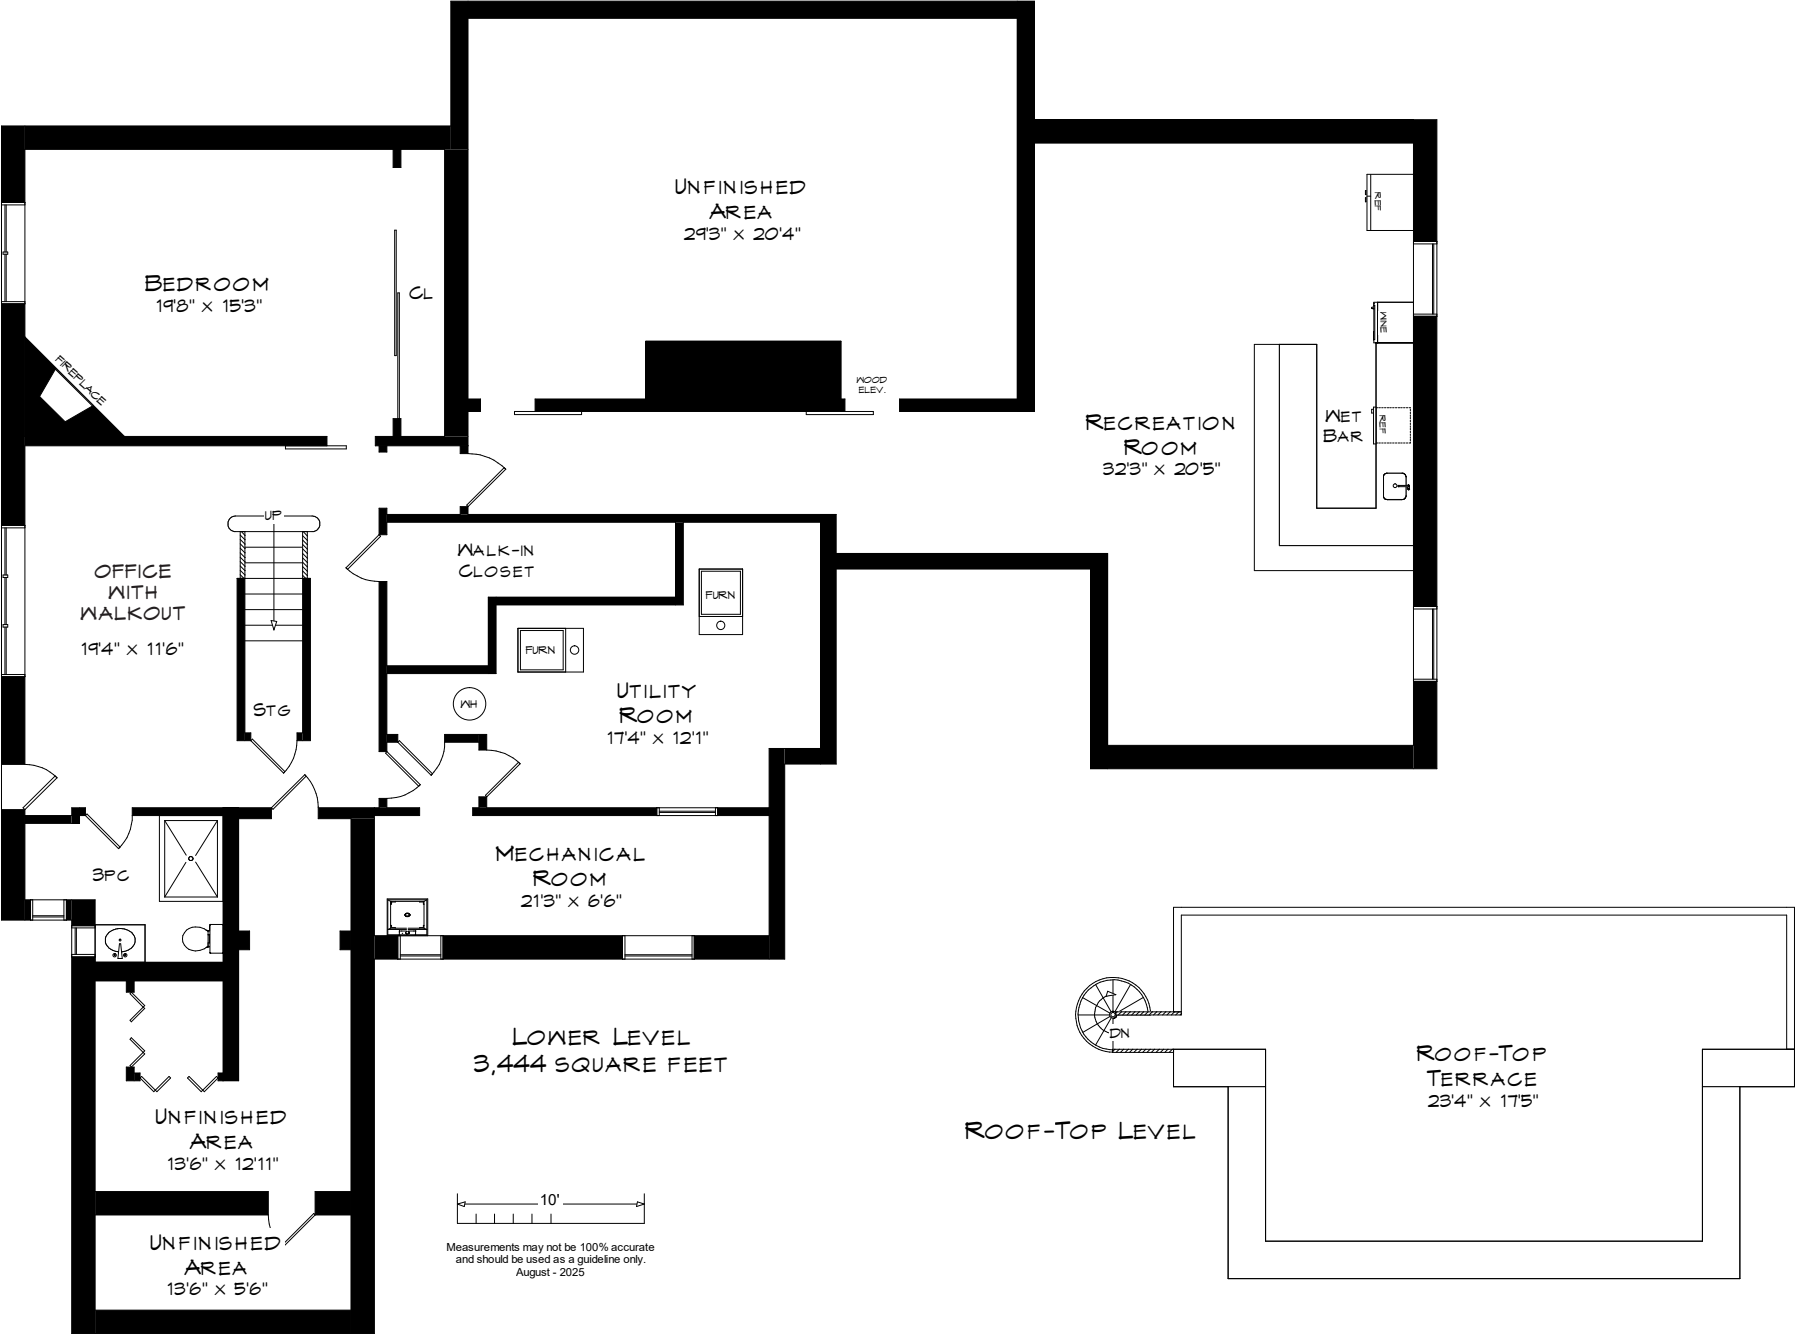 UNFINISHED
AREA
29'3" x 20'4"
REF
BEDROOM
19'8" x 15'3"
CL
WINE
FIREPLACE
WOOD
ELEV.
RECREATION
ROOM
32'3" x 20'5"
WET
BAR
REF
UP
WALK-IN
CLOSET
OFFICE
WITH
WALKOUT
19'4" x 11'6"
FURN
FURN
UTILITY
ROOM
17'4" x 12'1"
WH
STG
MECHANICAL
ROOM
21'3" x 6'6"
3PC
LOWER LEVEL
3,444 SQUARE FEET
DN
ROOF-TOP
TERRACE
23'4" x 17'5"
ROOF-TOP LEVEL
UNFINISHED
AREA
13'6" x 12'11"
10'
UNFINISHED
AREA
13'6" x 5'6"
Measurements may not be 100% accurate
and should be used as a guideline only.
August - 2025